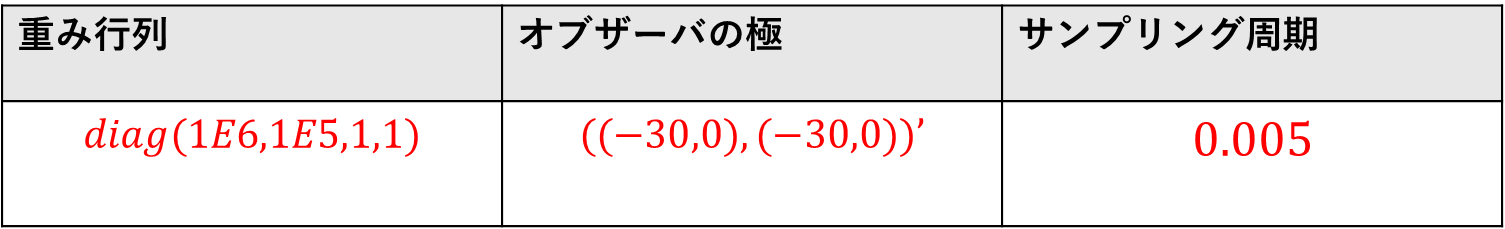 重み行列
オブザーバの極
サンプリング周期
diag(1E6,1E5,1,1)
((−30,0),(−30,0))’
0.005